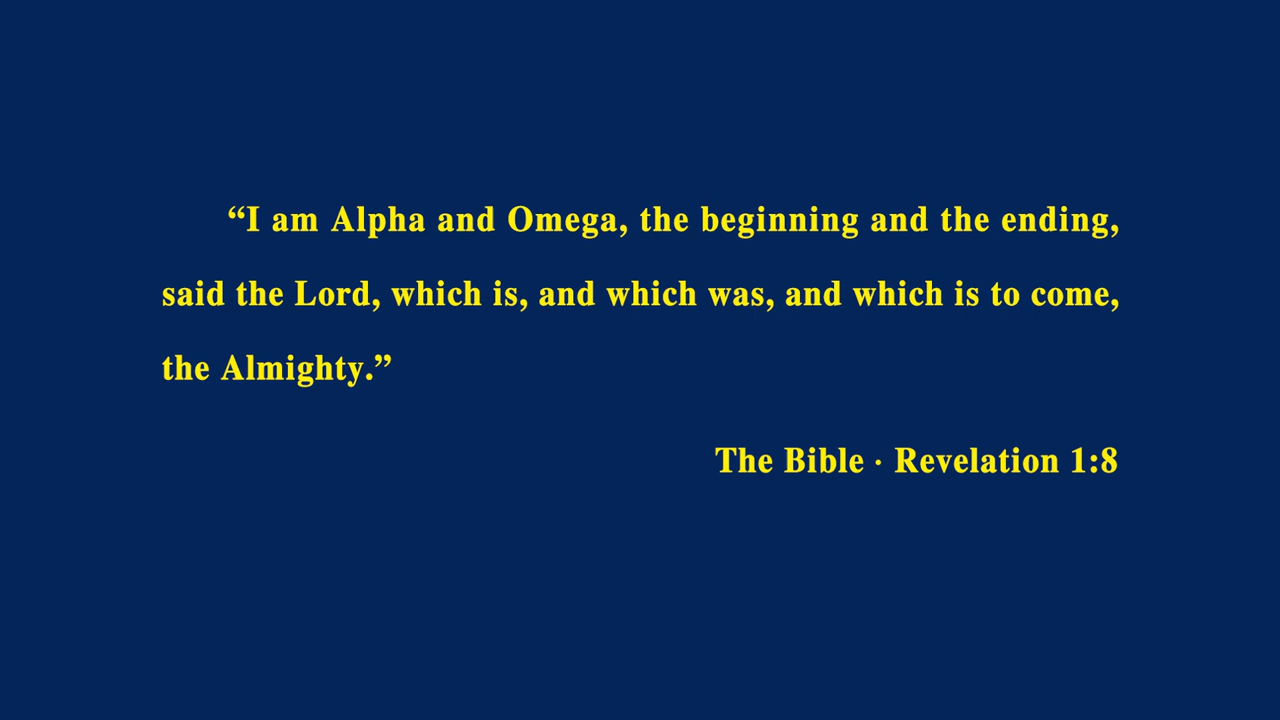 “I am Alpha and Omega, the beginning and the ending,
said the Lord, which is, and which was, and which is to come,
the Almighty.”
The Bible · Revelation 1:8